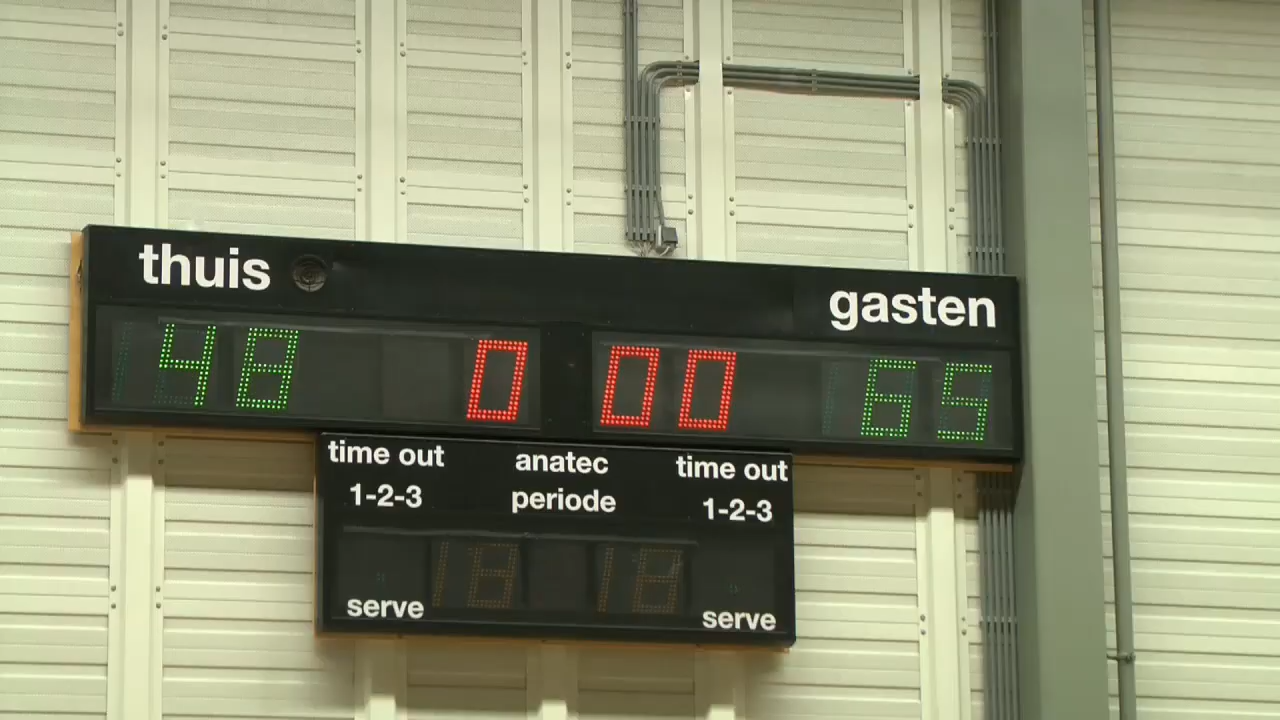 thuis
gasten
48
0
00
65
time out
anatec
time out
1-2-3
periode
1-2-3
serve
serve